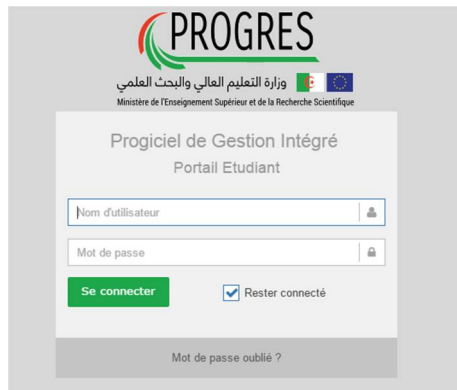 PROGRES
وزارة التعليم العالي والبحث العلمي
Ministère de l'Enseignement Supérieur et de la Recherche Scientifique
Progiciel de Gestion Intégré
Portail Etudiant
Nom d'utilisateur
Mot de passe
Se connecter
Rester connecté
Mot de passe oublié ?